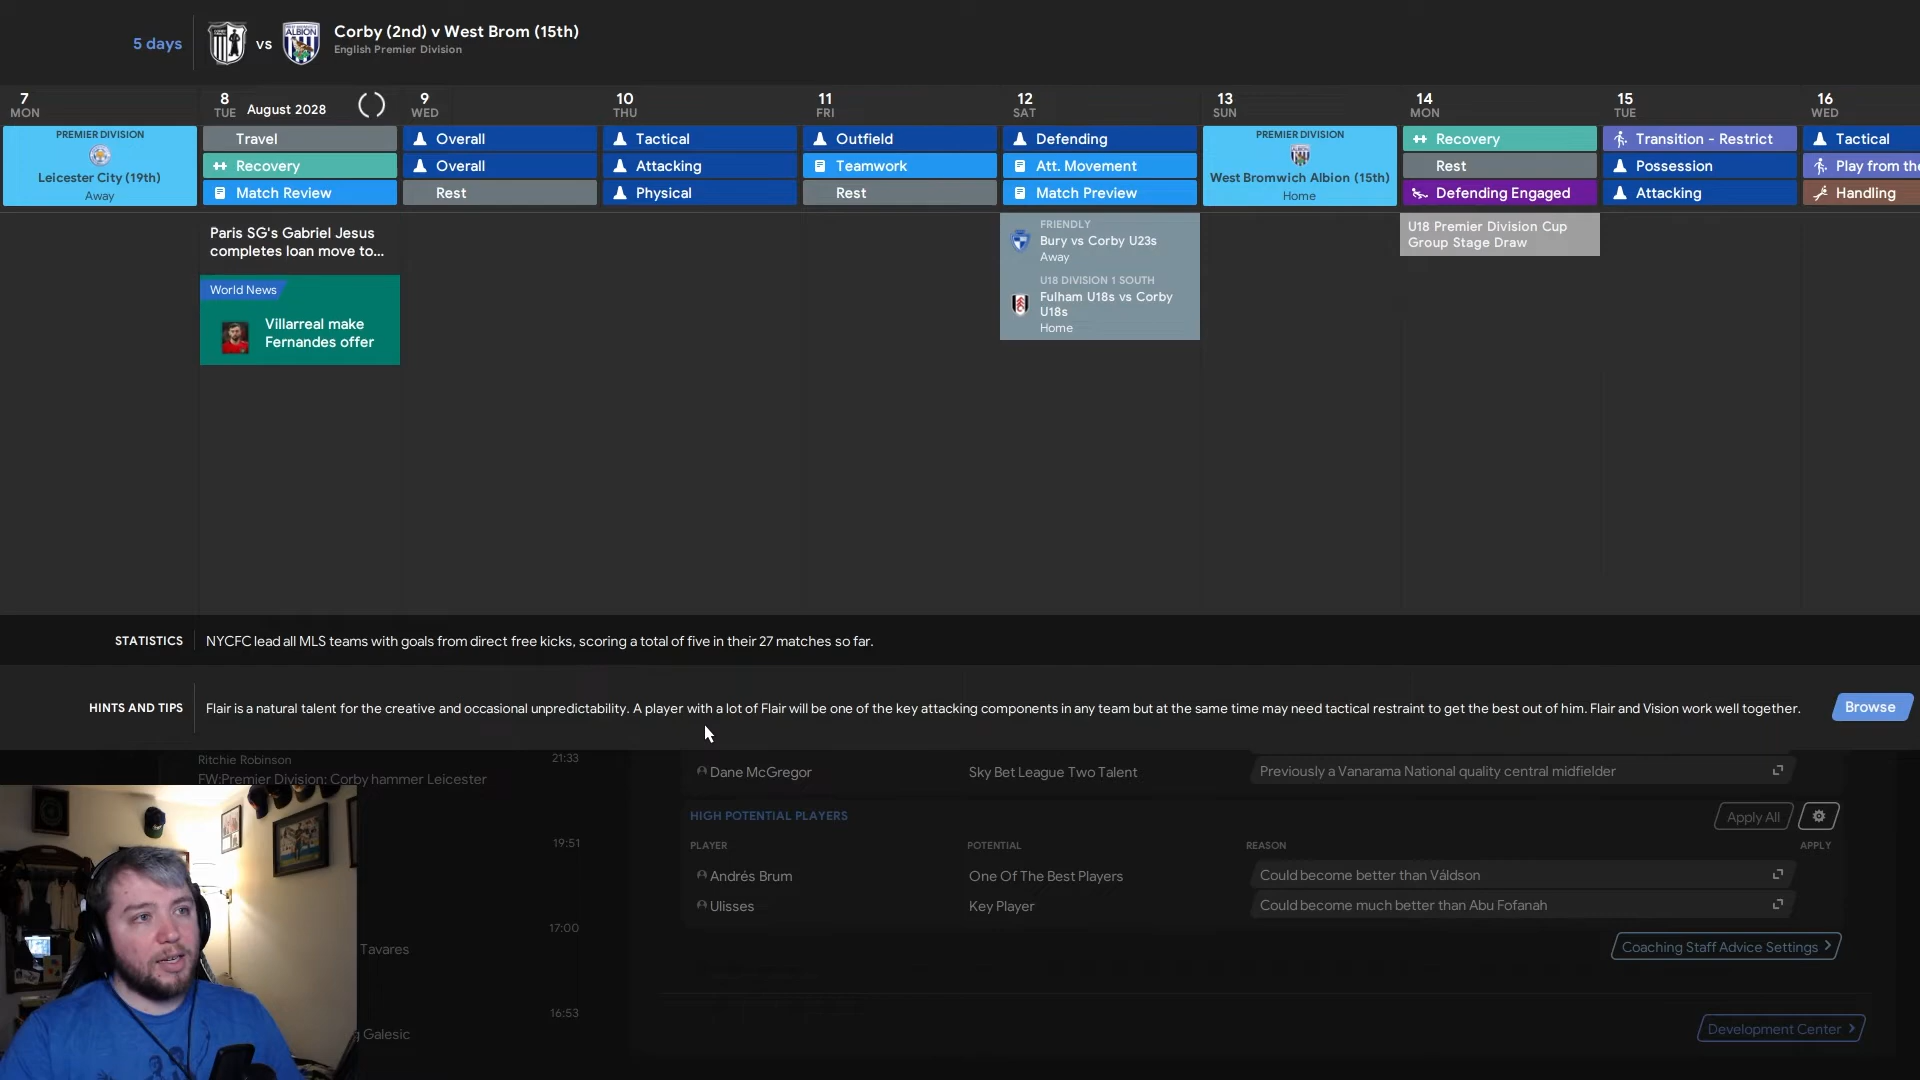 5 days
vs
Corby (2nd) v West Brom (15th)
English Premier Division
7
MON
8
TUE
August 2028
9
WED
10
THU
11
FRI
12
SAT
13
SUN
14
MON
15
TUE
16
WED
PREMIER DIVISION
Leicester City (19th)
Away
Travel
Recovery
Match Review
Overall
Overall
Rest
Tactical
Attacking
Physical
Outfield
Teamwork
Rest
Defending
Att. Movement
Match Preview
PREMIER DIVISION
West Bromwich Albion (15th)
Home
Recovery
Rest
Defending Engaged
Transition - Restrict
Possession
Attacking
Tactical
Play from the
Handling
Paris SG's Gabriel Jesus
completes loan move to...
World News
Villarreal make
Fernandes offer
FRIENDLY
Bury vs Corby U23s
Away
U18 DIVISION 1 SOUTH
Fulham U18s vs Corby
U18s
Home
U18 Premier Division Cup
Group Stage Draw
STATISTICS
NYCFC lead all MLS teams with goals from direct free kicks, scoring a total of five in their 27 matches so far.
HINTS AND TIPS
Flair is a natural talent for the creative and occasional unpredictability. A player with a lot of Flair will be one of the key attacking components in any team but at the same time may need tactical restraint to get the best out of him. Flair and Vision work well together.
Browse
Ritchie Robinson
21:33
FW:Premier Division: Corby hammer Leicester
19:51
17:00
Tavares
16:53
Galesic
Dane McGregor
Sky Bet League Two Talent
Previously a Vanarama National quality central midfielder
HIGH POTENTIAL PLAYERS
Apply All
PLAYER
POTENTIAL
REASON
APPLY
Andrés Brum
One Of The Best Players
Could become better than Váldson
Ulisses
Key Player
Could become much better than Abu Fofanah
Coaching Staff Advice Settings
Development Center